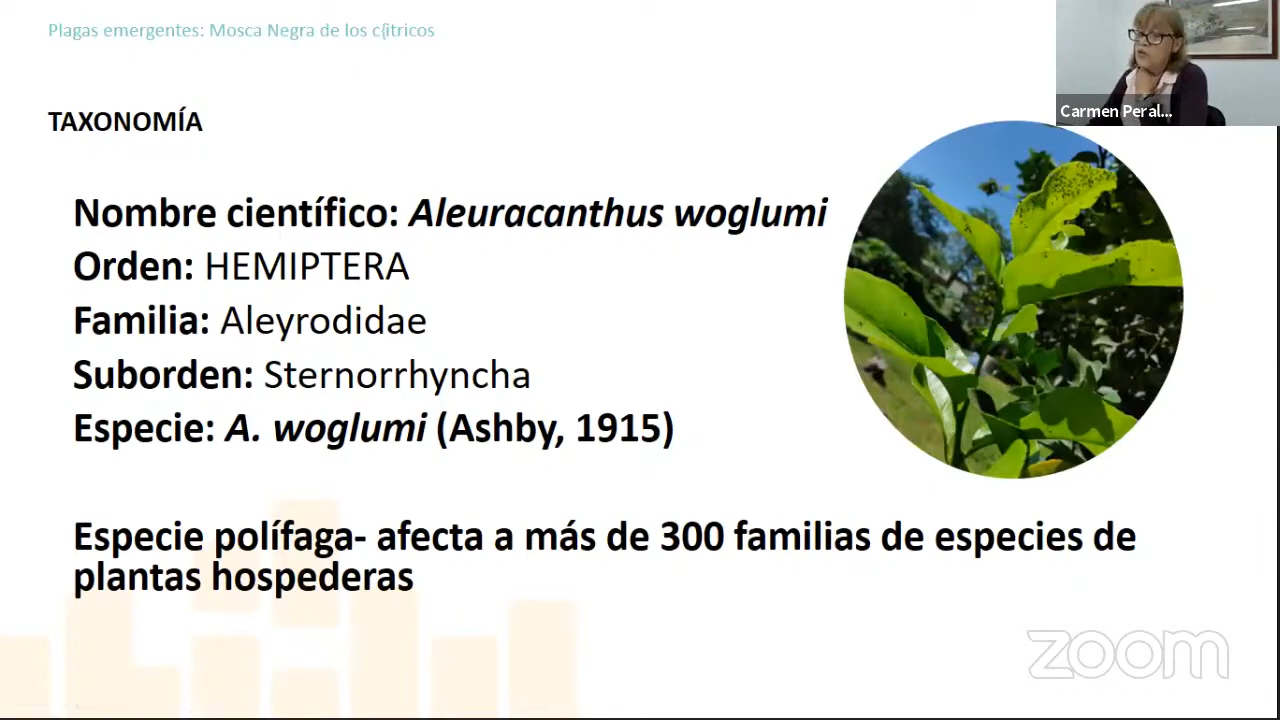 Plagas emergentes: Mosca Negra de los cítricos
Carmen Peral...
TAXONOMÍA
Nombre científico: Aleuracanthus woglumi
Orden: HEMIPTERA
Familia: Aleyrodidae
Suborden: Sternorrhyncha
Especie: A. woglumi (Ashby, 1915)
Especie polífaga- afecta a más de 300 familias de especies de
plantas hospederas
zoom